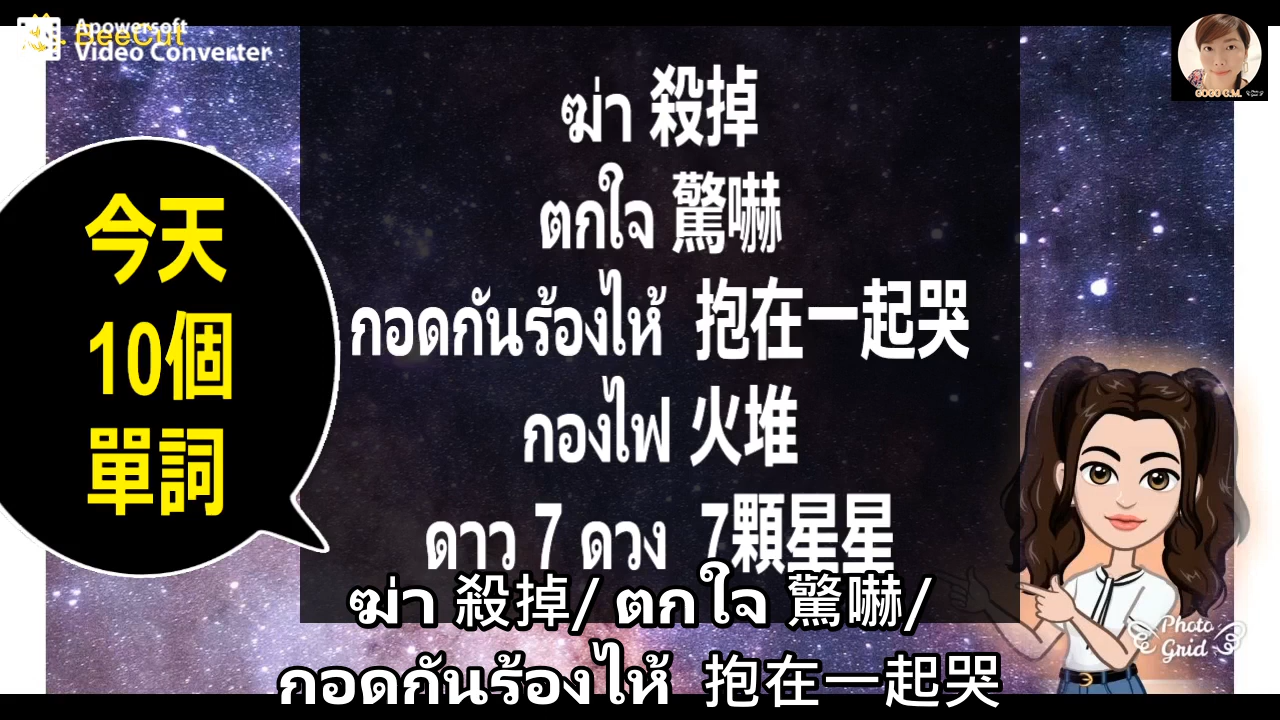 BeeCut
Apowersoft
Video Converter
GOGO C.M.
今天
10個
單詞
ฆ่า 殺掉
ตกใจ 驚嚇
กอดกันร้องไห้ 抱在一起哭
กองไฟ 火堆
ดาว 7 ดวง 7顆星星
ฆ่า 殺掉/ ตกใจ 驚嚇/
กอดกันร้องไห้ 抱在一起哭
Photo
Grid